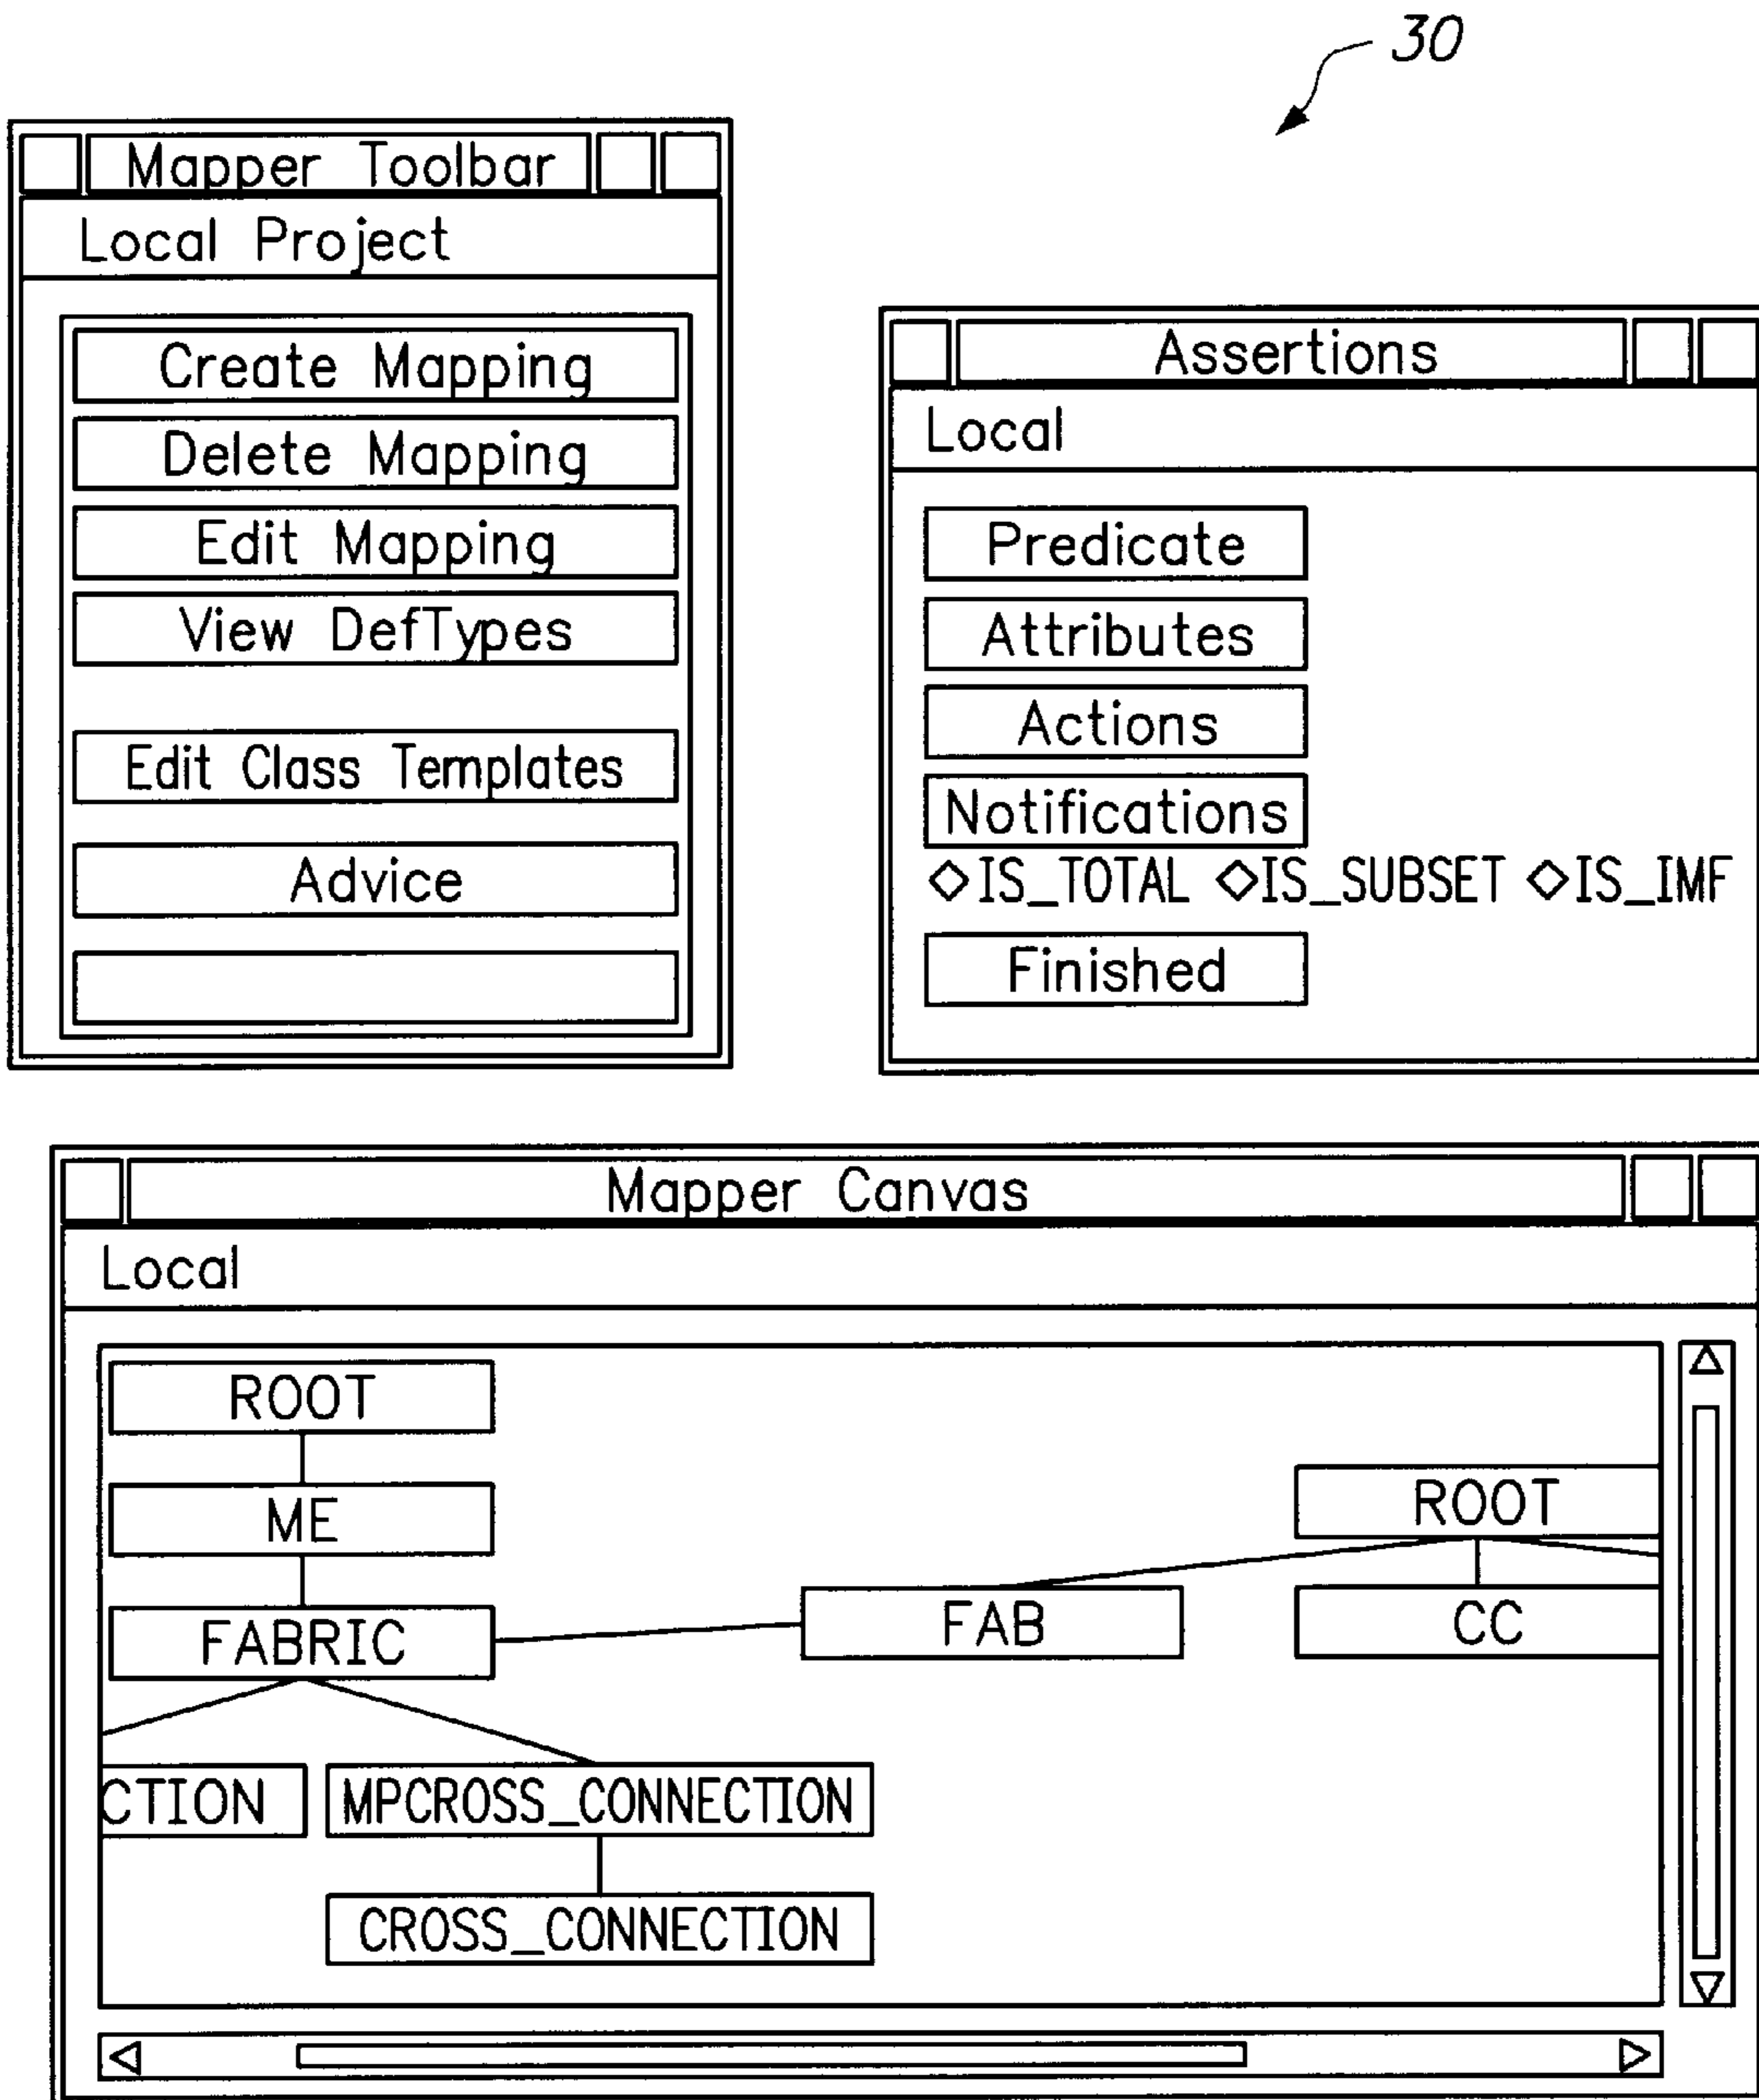 30
Mapper Toolbar
Local Project
Create Mapping
Delete Mapping
Edit Mapping
View DefTypes
Edit Class Templates
Advice
Assertions
Local
Predicate
Attributes
Actions
Notifications
◇IS_TOTAL ◇IS_SUBSET ◇IS_IMF
Finished
Mapper Canvas
Local
ROOT
ME
FABRIC
CTION
MPCROSS_CONNECTION
CROSS_CONNECTION
FAB
ROOT
CC